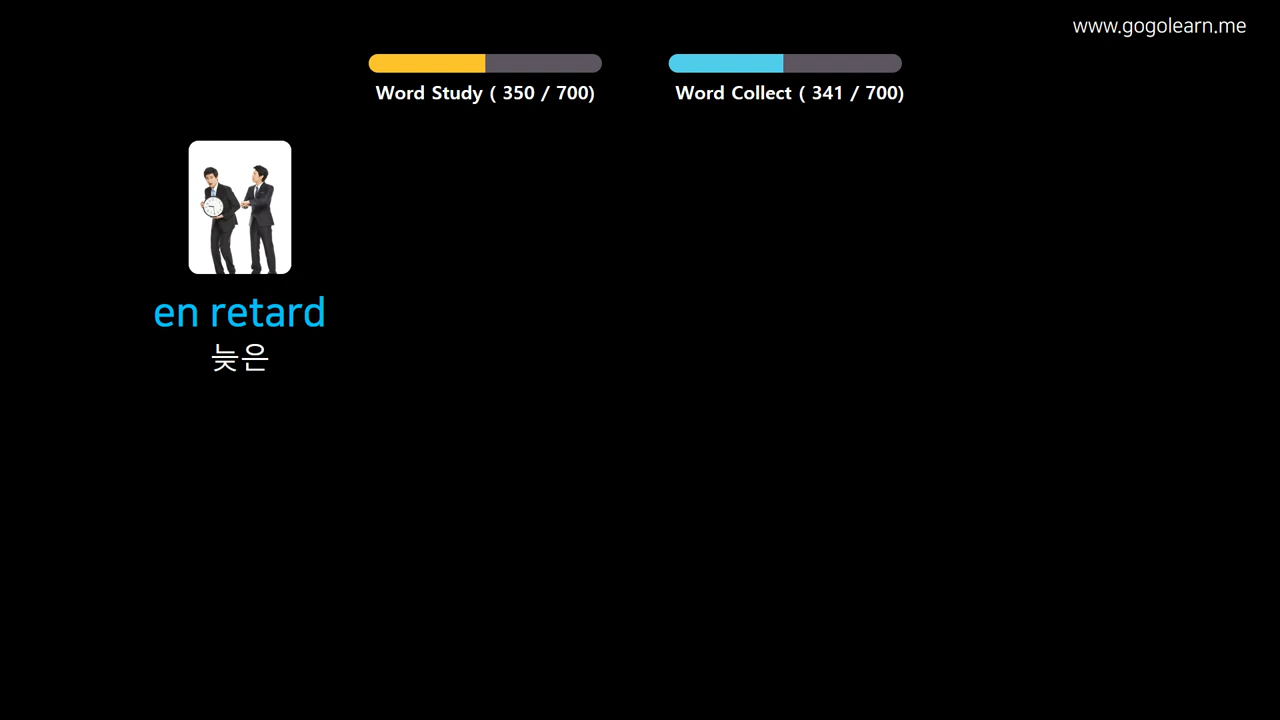 www.gogolearn.me
Word Study ( 350 / 700)
Word Collect ( 341 / 700)
en retard
늦은